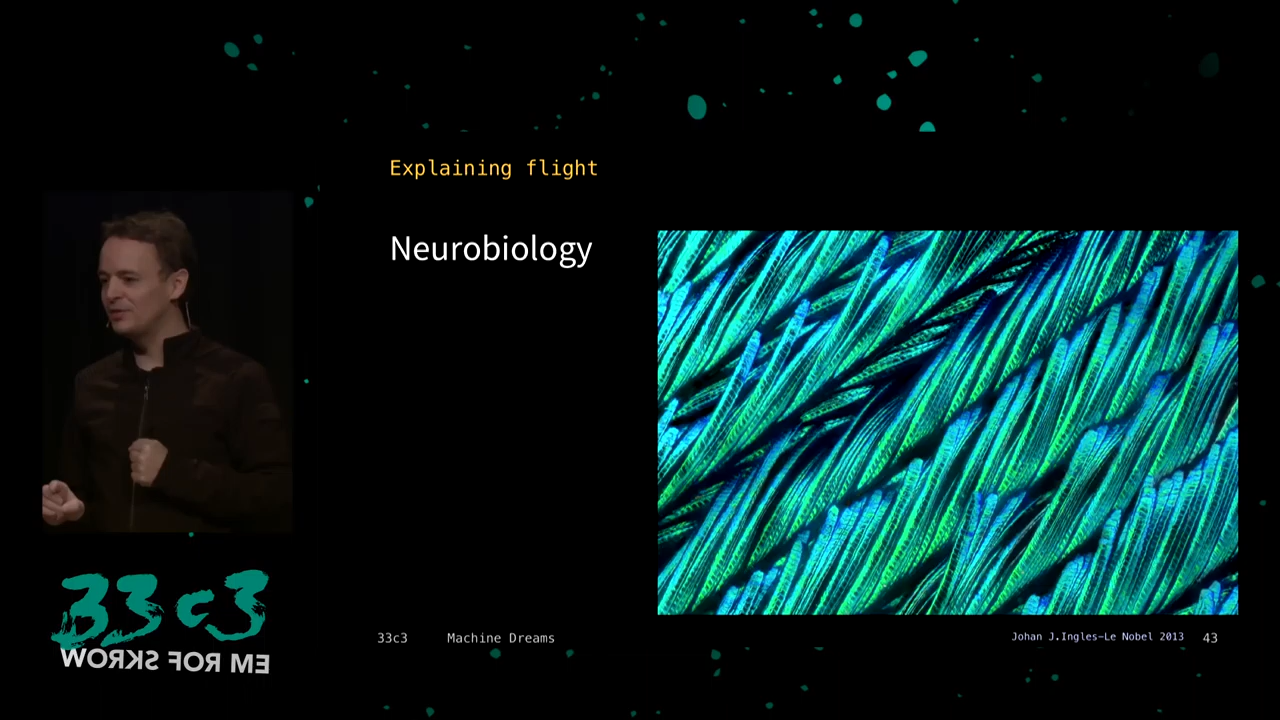 Explaining flight
Neurobiology
33c3
WORKS FOR ME
33c3 Machine Dreams
Johan J.Ingles-Le Nobel 2013 43